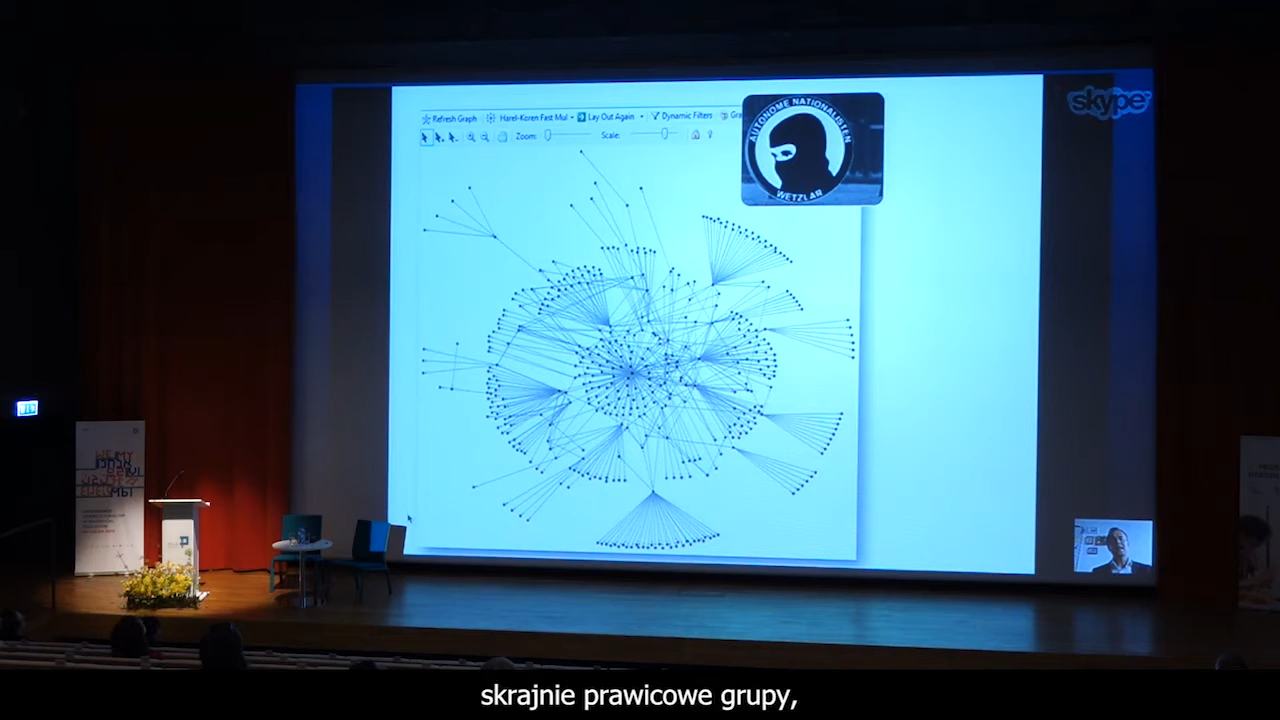 skype
Refresh Graph
Harel-Koren Fast Mul
Lay Out Again
Dynamic Filters
Gra
Zoom:
Scale:
AUTONOME NATIONALISTEN
WETZLAR
skrajnie prawicowe grupy,